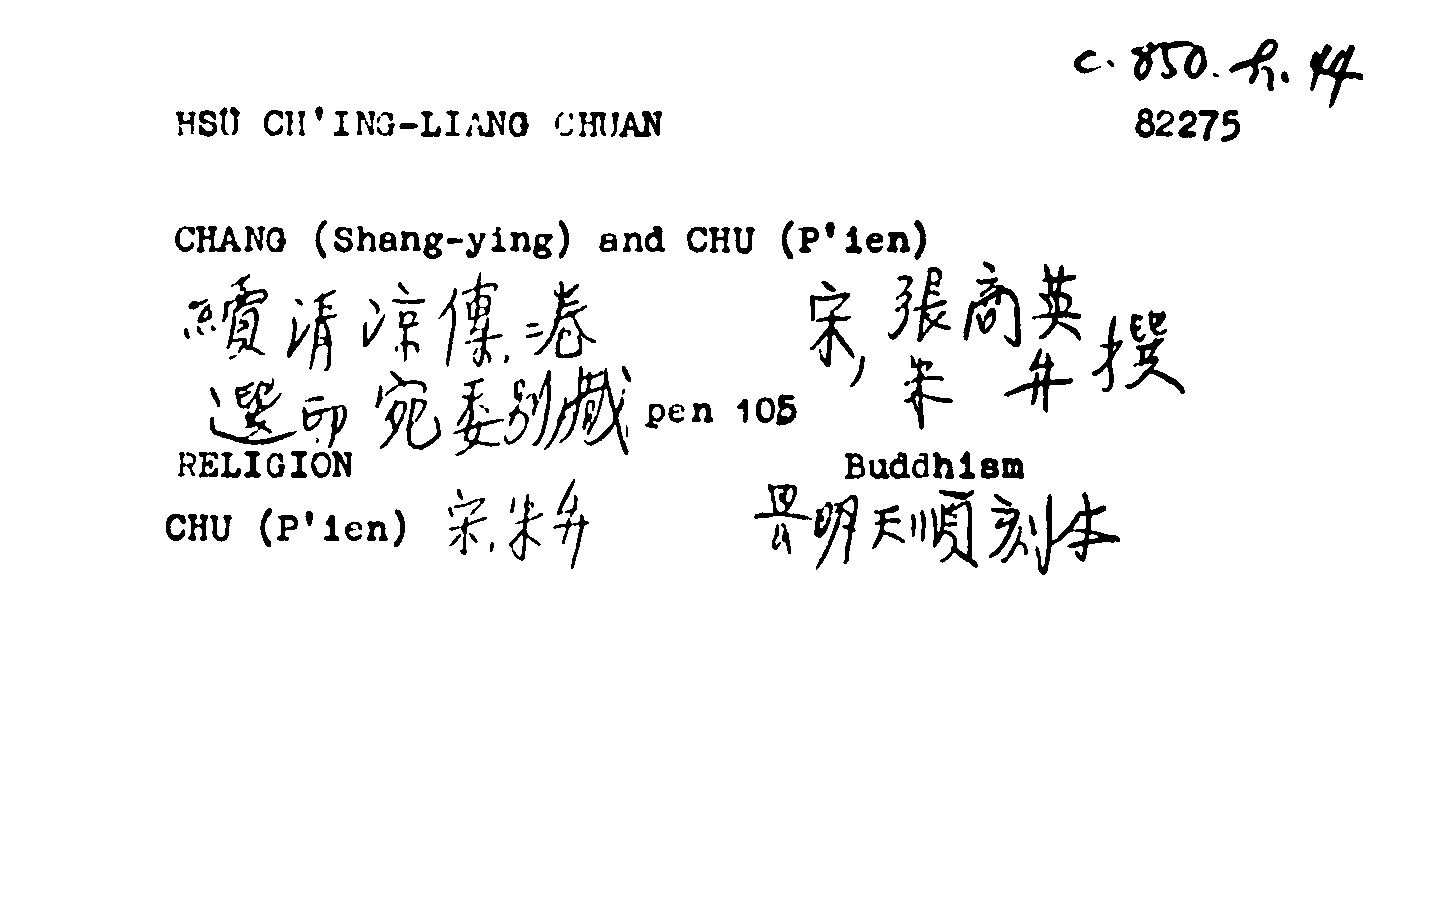 c. 850. h. 44
HSÜ CH'ING-LIANG CHUAN 82275
CHANG (Shang-ying) and CHU (P'ien)
續清凉傳.二卷 宋,張商英 朱弁撰
選印宛委別藏 pen 105
RELIGION Buddhism
CHU (P'ien) 宋.朱弁 景明天順刻本